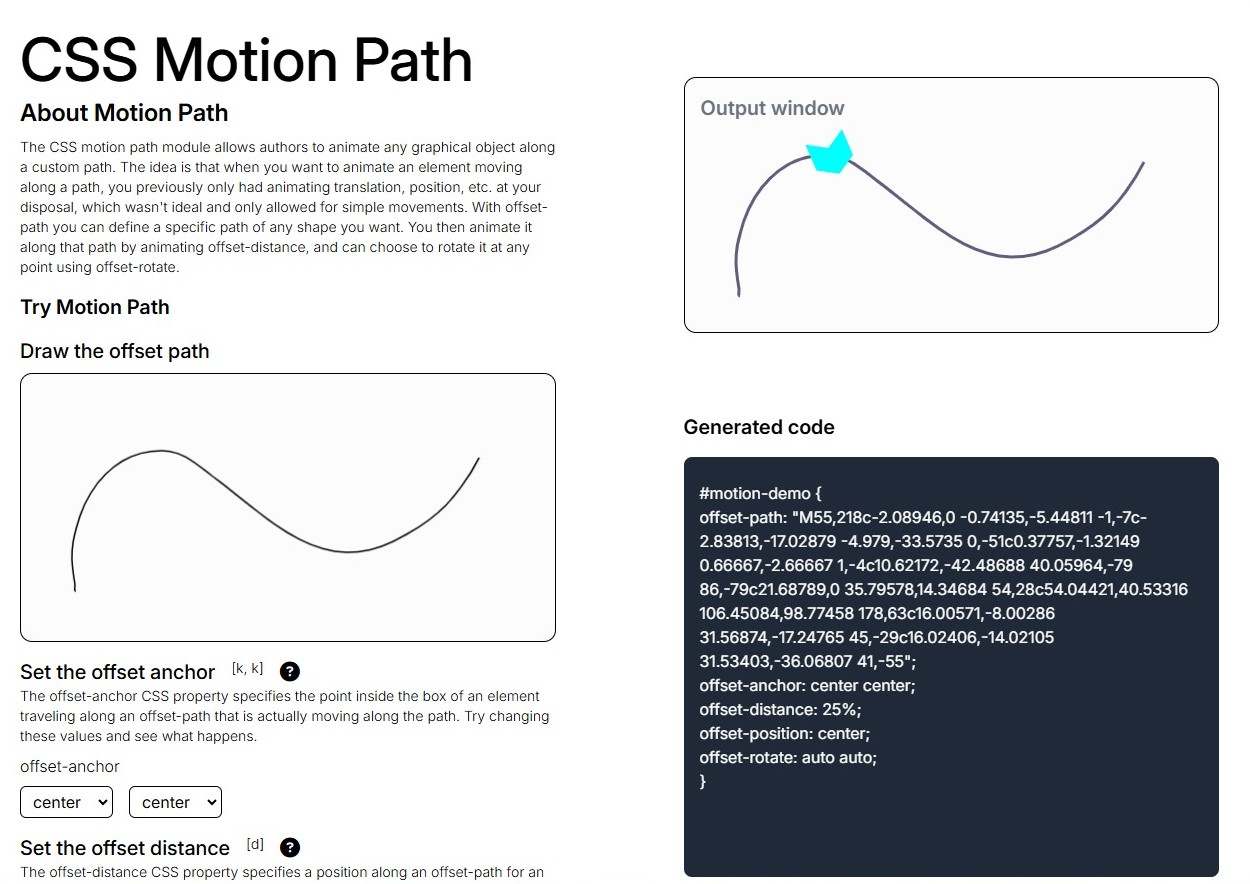 CSS Motion Path
About Motion Path
The CSS motion path module allows authors to animate any graphical object along
a custom path. The idea is that when you want to animate an element moving
along a path, you previously only had animating translation, position, etc. at your
disposal, which wasn't ideal and only allowed for simple movements. With offset-
path you can define a specific path of any shape you want. You then animate it
along that path by animating offset-distance, and can choose to rotate it at any
point using offset-rotate.
Try Motion Path
Draw the offset path
Set the offset anchor [k, k] ?
The offset-anchor CSS property specifies the point inside the box of an element
traveling along an offset-path that is actually moving along the path. Try changing
these values and see what happens.
offset-anchor
center center
Set the offset distance [d] ?
The offset-distance CSS property specifies a position along an offset-path for an
Output window
Generated code
#motion-demo {
offset-path: "M55,218c-2.08946,0 -0.74135,-5.44811 -1,-7c-
2.83813,-17.02879 -4.979,-33.5735 0,-51c0.37757,-1.32149
0.66667,-2.66667 1,-4c10.62172,-42.48688 40.05964,-79
86,-79c21.68789,0 35.79578,14.34684 54,28c54.04421,40.53316
106.45084,98.77458 178,63c16.00571,-8.00286
31.56874,-17.24765 45,-29c16.02406,-14.02105
31.53403,-36.06807 41,-55";
offset-anchor: center center;
offset-distance: 25%;
offset-position: center;
offset-rotate: auto auto;
}